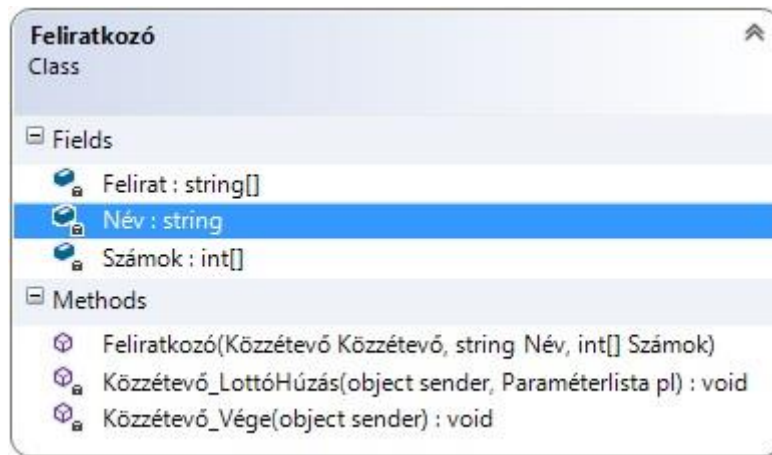 Feliratkozó
Class
Fields
Felirat : string[]
Név : string
Számok : int[]
Methods
Feliratkozó(Közzétevő Közzétevő, string Név, int[] Számok)
Közzétevő_LottóHúzás(object sender, Paraméterlista pl) : void
Közzétevő_Vége(object sender) : void